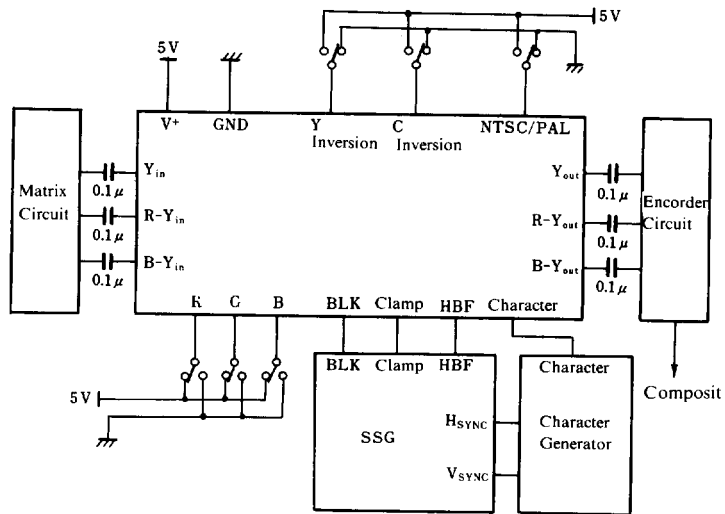 5V
5V
V+
GND
Y
Inversion
C
Inversion
NTSC/PAL
Matrix
Circuit
0.1μ
0.1μ
0.1μ
Yin
R-Yin
B-Yin
Yout
R-Yout
B-Yout
0.1μ
0.1μ
0.1μ
Encorder
Circuit
R
G
B
BLK
Clamp
HBF
Character
5V
BLK
Clamp
HBF
SSG
HSYNC
VSYNC
Character
Character
Generator
Composit